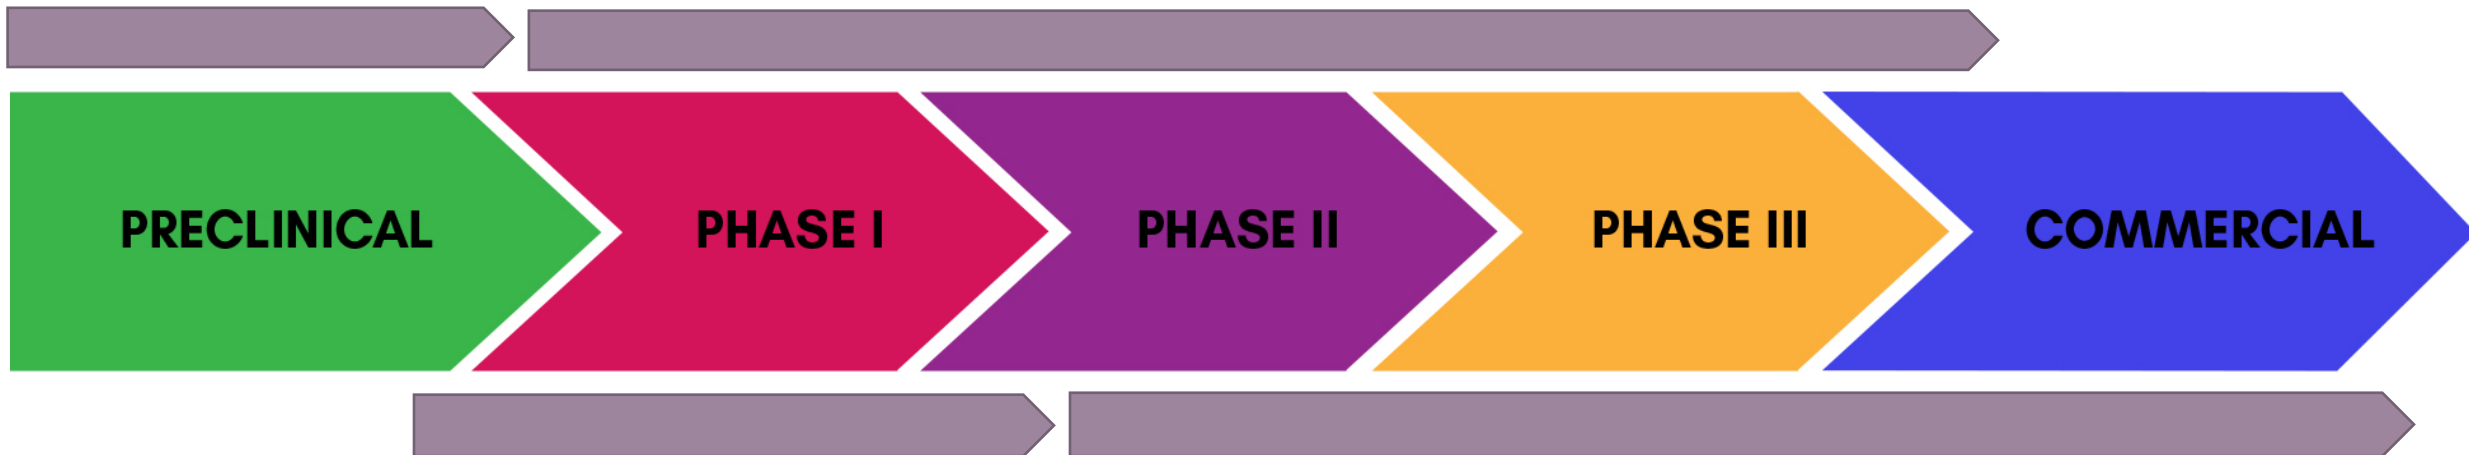 PRECLINICAL
PHASE I
PHASE II
PHASE III
COMMERCIAL